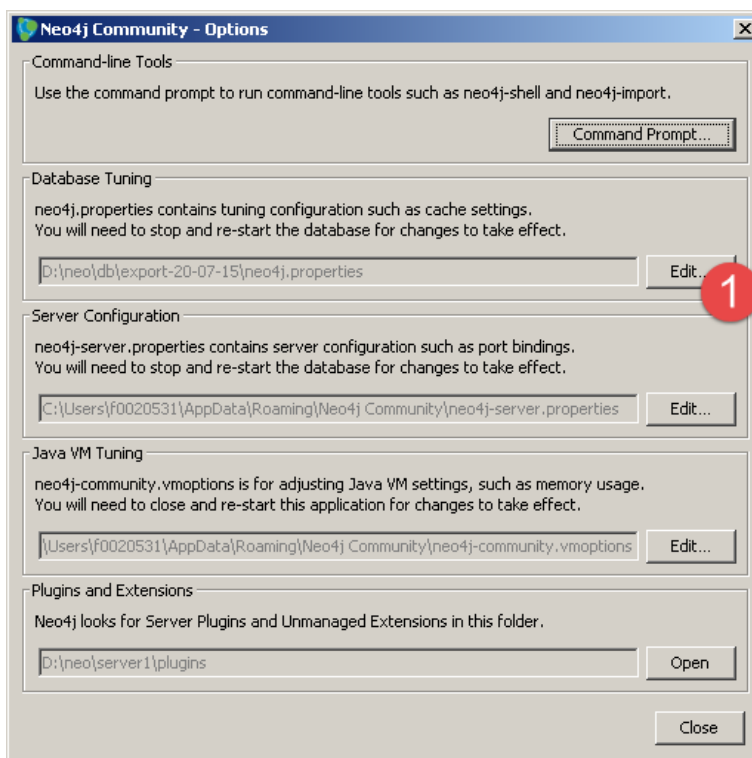 Neo4j Community - Options
Command-line Tools
Use the command prompt to run command-line tools such as neo4j-shell and neo4j-import.
Command Prompt...
Database Tuning
neo4j.properties contains tuning configuration such as cache settings.
You will need to stop and re-start the database for changes to take effect.
D:\neo\db\export-20-07-15\neo4j.properties
Edit...
1
Server Configuration
neo4j-server.properties contains server configuration such as port bindings.
You will need to stop and re-start the database for changes to take effect.
C:\Users\f0020531\AppData\Roaming\Neo4j Community\neo4j-server.properties
Edit...
Java VM Tuning
neo4j-community.vmoptions is for adjusting Java VM settings, such as memory usage.
You will need to close and re-start this application for changes to take effect.
\Users\f0020531\AppData\Roaming\Neo4j Community\neo4j-community.vmoptions
Edit...
Plugins and Extensions
Neo4j looks for Server Plugins and Unmanaged Extensions in this folder.
D:\neo\server1\plugins
Open
Close